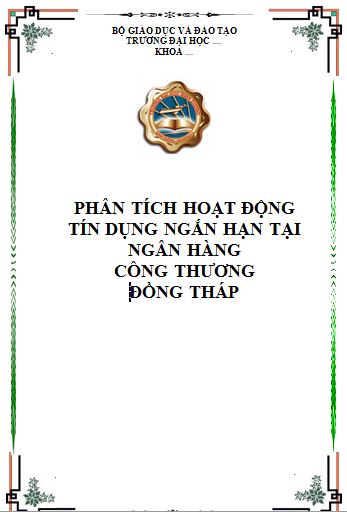 BỘ GIÁO DỤC VÀ ĐÀO TẠO
TRƯỜNG ĐẠI HỌC .....
KHOA ....
PHÂN TÍCH HOẠT ĐỘNG
TÍN DỤNG NGẮN HẠN TẠI
NGÂN HÀNG
CÔNG THƯƠNG
ĐỒNG THÁP